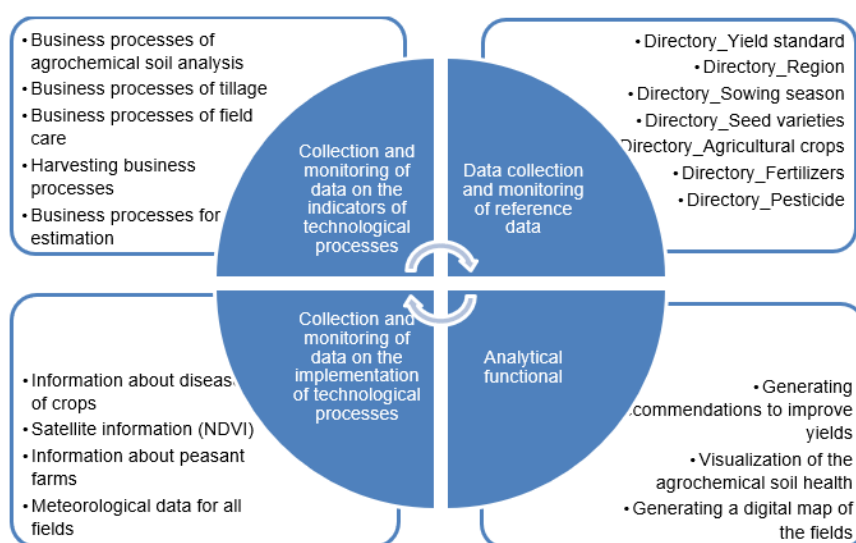 • Business processes of
agrochemical soil analysis
• Business processes of tillage
• Business processes of field
care
• Harvesting business
processes
• Business processes for
estimation
• Directory_Yield standard
• Directory_Region
• Directory_Sowing season
• Directory_Seed varieties
Directory_Agricultural crops
• Directory_Fertilizers
• Directory_Pesticide
Collection and
monitoring of
data on the
indicators of
technological
processes
Data collection
and monitoring
of reference
data
Collection and
monitoring of
data on the
implementation
of technological
processes
Analytical
functional
• Information about diseas
of crops
• Satellite information (NDVI)
• Information about peasant
farms
• Meteorological data for all
fields
• Generating
commendations to improve
yields
• Visualization of the
agrochemical soil health
• Generating a digital map of
the fields